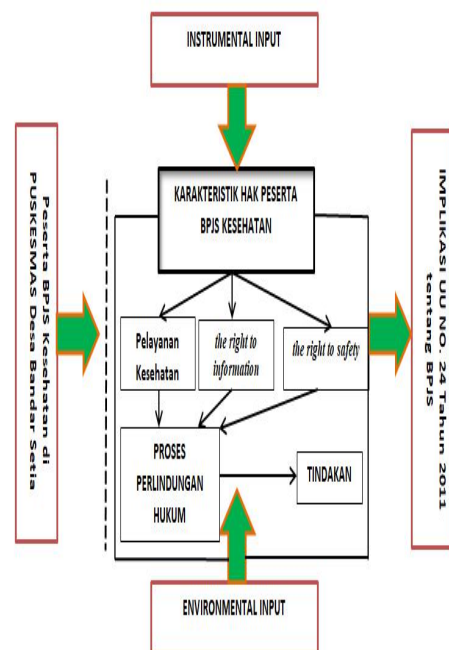 INSTRUMENTAL INPUT
Peserta BPJS Kesehatan di
PUSKESMAS Desa Bandar Setia
KARAKTERISTIK HAK PESERTA
BPJS KESEHATAN
Pelayanan
Kesehatan
the right to
information
the right to safety
PROSES
PERLINDUNGAN
HUKUM
TINDAKAN
IMPLIKASI UU NO. 24 Tahun 2011
tentang BPJS
ENVIRONMENTAL INPUT